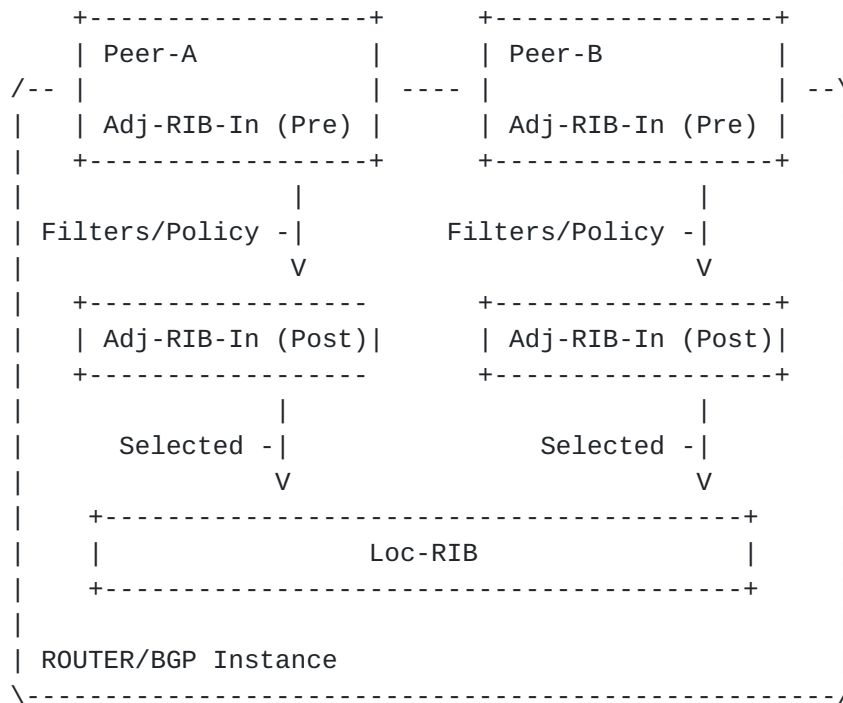 Peer-A Peer-B
Adj-RIB-In (Pre) Adj-RIB-In (Pre)
Filters/Policy Filters/Policy
V V
Adj-RIB-In (Post) Adj-RIB-In (Post)
Selected Selected
V V
Loc-RIB
ROUTER/BGP Instance